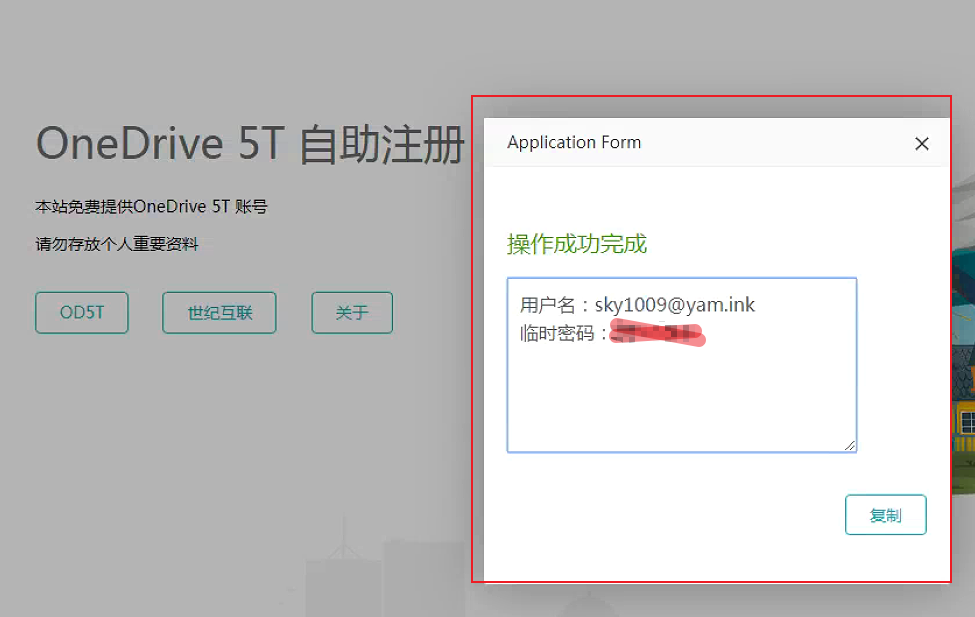 OneDrive 5T 自助注册
本站免费提供OneDrive 5T 账号
请勿存放个人重要资料
OD5T
世纪互联
关于
Application Form
操作成功完成
用户名：sky1009@yam.ink
临时密码：
复制